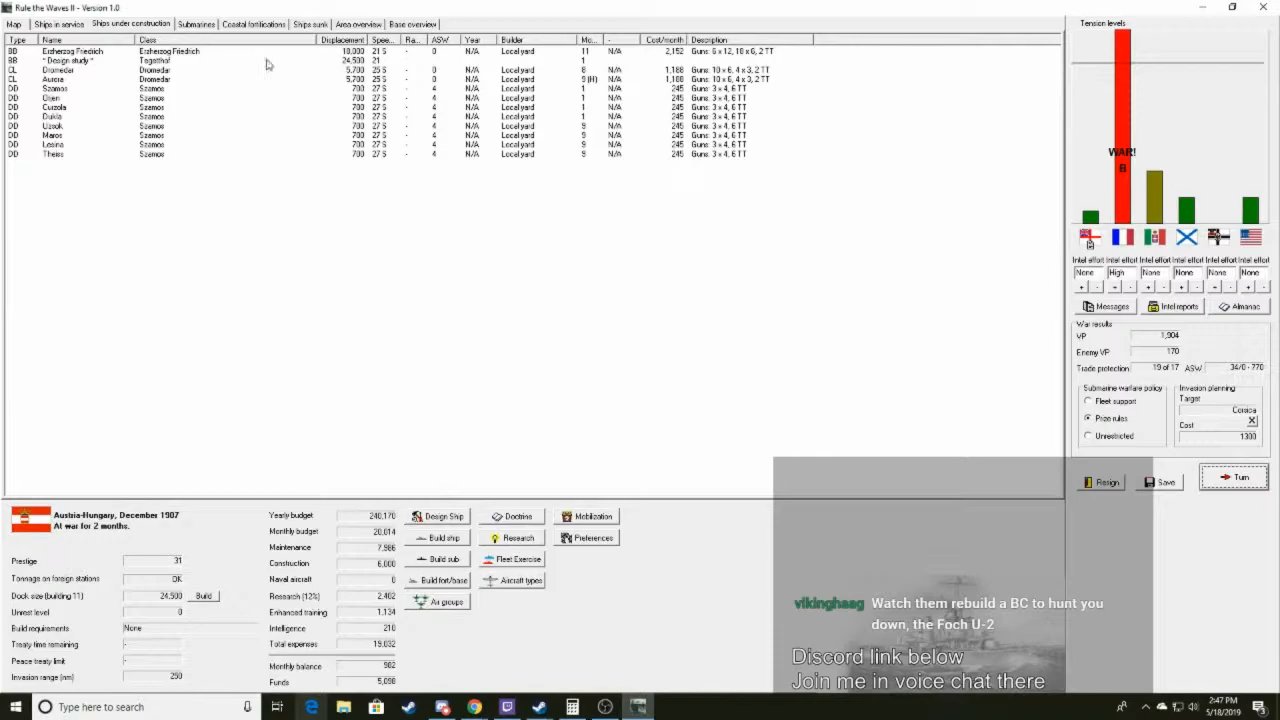 Rule the Waves II - Version 1.0
Map Ships in service Ships under construction Submarines Coastal fortifications Ships sunk Area overview Base overview
Type Name Class Displacement Spee... Ra... ASW Year Builder Mo... - Cost/month Description
BB Erzherzog Friedrich Erzherzog Friedrich 18,000 21 S - 0 N/A Local yard 11 N/A 2,152 Guns: 6 x 12, 18 x 6, 2 TT
BB * Design study * Tegetthof 24,500 21 1
CL Dromedar Dromedar 5,700 25 S - 0 N/A Local yard 8 N/A 1,188 Guns: 10 x 6, 4 x 3, 2 TT
CL Aurora Dromedar 5,700 25 S - 0 N/A Local yard 9 (H) N/A 1,188 Guns: 10 x 6, 4 x 3, 2 TT
DD Szamos Szamos 700 27 S - 4 N/A Local yard 1 N/A 245 Guns: 3 x 4, 6 TT
DD Orjen Szamos 700 27 S - 4 N/A Local yard 1 N/A 245 Guns: 3 x 4, 6 TT
DD Curzola Szamos 700 27 S - 4 N/A Local yard 1 N/A 245 Guns: 3 x 4, 6 TT
DD Dukla Szamos 700 27 S - 4 N/A Local yard 1 N/A 245 Guns: 3 x 4, 6 TT
DD Uzsok Szamos 700 27 S - 4 N/A Local yard 9 N/A 245 Guns: 3 x 4, 6 TT
DD Maros Szamos 700 27 S - 4 N/A Local yard 9 N/A 245 Guns: 3 x 4, 6 TT
DD Lesina Szamos 700 27 S - 4 N/A Local yard 9 N/A 245 Guns: 3 x 4, 6 TT
DD Theiss Szamos 700 27 S - 4 N/A Local yard 9 N/A 245 Guns: 3 x 4, 6 TT
Tension levels
WAR!
B
Intel effort Intel effort Intel effort Intel effort Intel effort Intel effort
None High None None None None
+ - + - + - + - + - + -
Messages Intel reports Almanac
War results
VP 1,904
Enemy VP 170
Trade protection 19 of 17 ASW 34/0 - 770
Submarine warfare policy Invasion planning
Fleet support Target
Corsica
Prize rules Cost X
Unrestricted 1300
Resign Save Turn
Austria-Hungary, December 1907
At war for 2 months.
Prestige 31
Tonnage on foreign stations OK
Dock size (building 11) 24,500 Build
Unrest level 0
Build requirements None
Treaty time remaining -
Peace treaty limit -
Invasion range (nm) 250
Yearly budget 240,170
Monthly budget 20,014
Maintenance 7,986
Construction
Naval aircraft 0
Research (12%) 2,402
Enhanced training 1,134
Intelligence 210
Total expenses 19,032
Monthly balance 982
Funds 5,098
Design Ship Doctrine Mobilization
Build ship Research Preferences
Build sub Fleet Exercise
Build fort/base Aircraft types
Air groups
vikinghaag Watch them rebuild a BC to hunt you
down, the Foch U-2
Discord link below
Join me in voice chat there
Type here to search
2:47 PM
5/18/2019